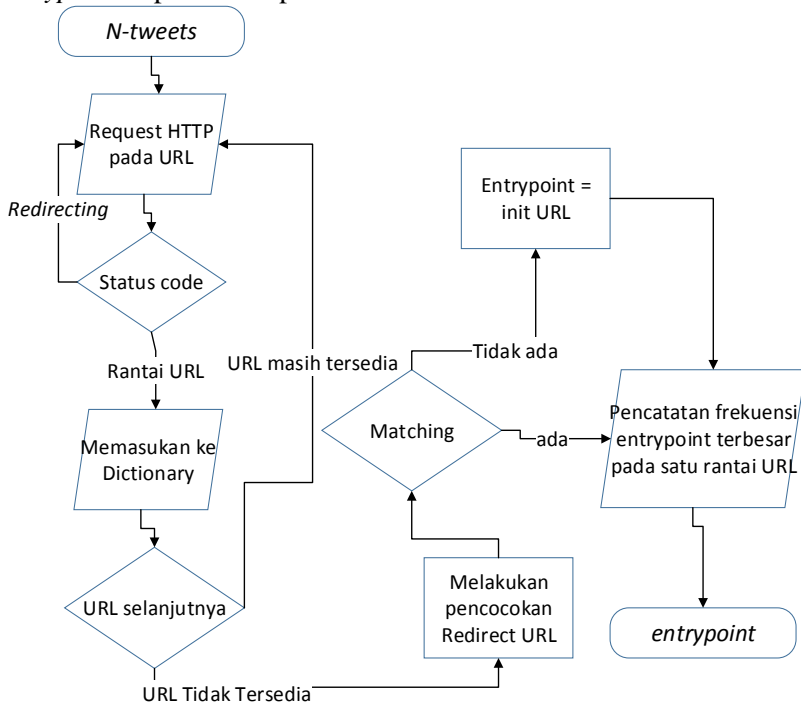 N-tweets
Request HTTP
pada URL
Redirecting
Status code
Rantai URL
Memasukan ke
Dictionary
URL selanjutnya
URL masih tersedia
URL Tidak Tersedia
Melakukan
pencocokan
Redirect URL
Matching
Tidak ada
ada
Entrypoint =
init URL
Pencatatan frekuensi
entrypoint terbesar
pada satu rantai URL
entrypoint